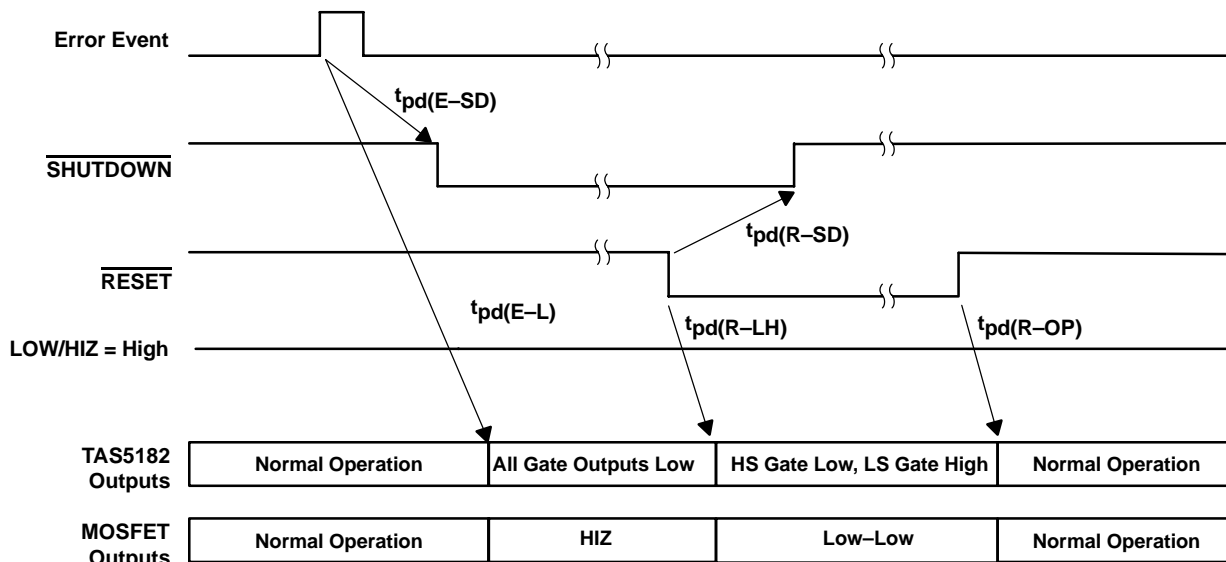 Error Event
tpd(E–SD)
SHUTDOWN
tpd(R–SD)
RESET
tpd(E–L)
tpd(R–LH)
tpd(R–OP)
LOW/HIZ = High
TAS5182
Outputs
Normal Operation
All Gate Outputs Low
HS Gate Low, LS Gate High
Normal Operation
MOSFET
Outputs
Normal Operation
HIZ
Low–Low
Normal Operation